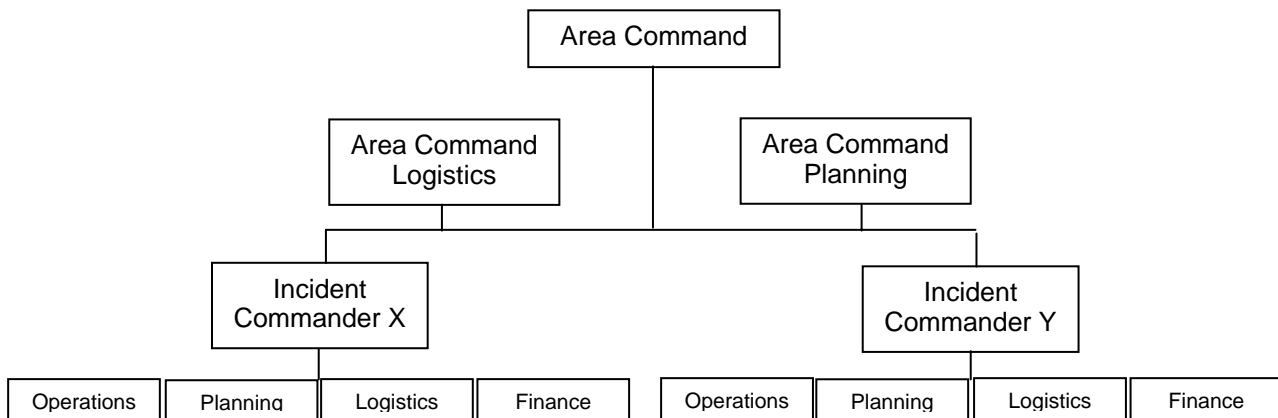 Area Command
Area Command
Logistics
Area Command
Planning
Incident
Commander X
Incident
Commander Y
Operations
Planning
Logistics
Finance
Operations
Planning
Logistics
Finance